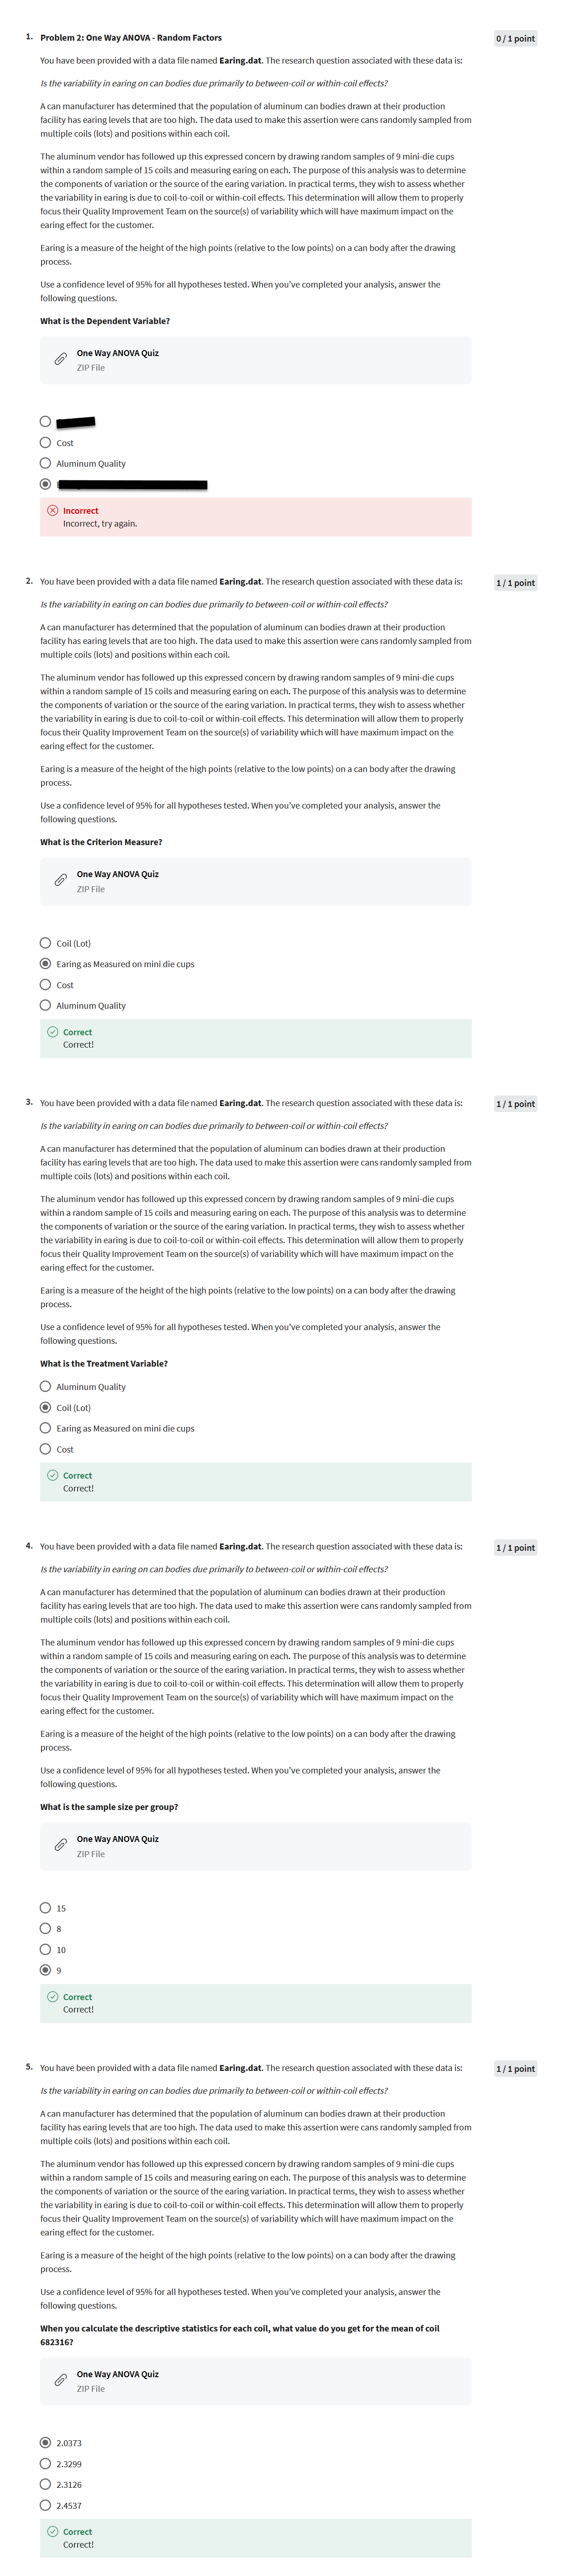 1. Problem 2: One Way ANOVA - Random Factors
0 / 1 point
You have been provided with a data file named Earing.dat. The research question associated with these data is:
Is the variability in earing on can bodies due primarily to between-coil or within-coil effects?
A can manufacturer has determined that the population of aluminum can bodies drawn at their production
facility has earing levels that are too high. The data used to make this assertion were cans randomly sampled from
multiple coils (lots) and positions within each coil.
The aluminum vendor has followed up this expressed concern by drawing random samples of 9 mini-die cups
within a random sample of 15 coils and measuring earing on each. The purpose of this analysis was to determine
the components of variation or the source of the earing variation. In practical terms, they wish to assess whether
the variability in earing is due to coil-to-coil or within-coil effects. This determination will allow them to properly
focus their Quality Improvement Team on the source(s) of variability which will have maximum impact on the
earing effect for the customer.
Earing is a measure of the height of the high points (relative to the low points) on a can body after the drawing
process.
Use a confidence level of 95% for all hypotheses tested. When you've completed your analysis, answer the
following questions.
What is the Dependent Variable?
One Way ANOVA Quiz
ZIP File
Cost
Aluminum Quality
Incorrect
Incorrect, try again.
2. You have been provided with a data file named Earing.dat. The research question associated with these data is:
1 / 1 point
Is the variability in earing on can bodies due primarily to between-coil or within-coil effects?
A can manufacturer has determined that the population of aluminum can bodies drawn at their production
facility has earing levels that are too high. The data used to make this assertion were cans randomly sampled from
multiple coils (lots) and positions within each coil.
The aluminum vendor has followed up this expressed concern by drawing random samples of 9 mini-die cups
within a random sample of 15 coils and measuring earing on each. The purpose of this analysis was to determine
the components of variation or the source of the earing variation. In practical terms, they wish to assess whether
the variability in earing is due to coil-to-coil or within-coil effects. This determination will allow them to properly
focus their Quality Improvement Team on the source(s) of variability which will have maximum impact on the
earing effect for the customer.
Earing is a measure of the height of the high points (relative to the low points) on a can body after the drawing
process.
Use a confidence level of 95% for all hypotheses tested. When you've completed your analysis, answer the
following questions.
What is the Criterion Measure?
One Way ANOVA Quiz
ZIP File
Coil (Lot)
Earing as Measured on mini die cups
Cost
Aluminum Quality
Correct
Correct!
3. You have been provided with a data file named Earing.dat. The research question associated with these data is:
1 / 1 point
Is the variability in earing on can bodies due primarily to between-coil or within-coil effects?
A can manufacturer has determined that the population of aluminum can bodies drawn at their production
facility has earing levels that are too high. The data used to make this assertion were cans randomly sampled from
multiple coils (lots) and positions within each coil.
The aluminum vendor has followed up this expressed concern by drawing random samples of 9 mini-die cups
within a random sample of 15 coils and measuring earing on each. The purpose of this analysis was to determine
the components of variation or the source of the earing variation. In practical terms, they wish to assess whether
the variability in earing is due to coil-to-coil or within-coil effects. This determination will allow them to properly
focus their Quality Improvement Team on the source(s) of variability which will have maximum impact on the
earing effect for the customer.
Earing is a measure of the height of the high points (relative to the low points) on a can body after the drawing
process.
Use a confidence level of 95% for all hypotheses tested. When you've completed your analysis, answer the
following questions.
What is the Treatment Variable?
Aluminum Quality
Coil (Lot)
Earing as Measured on mini die cups
Cost
Correct
Correct!
4. You have been provided with a data file named Earing.dat. The research question associated with these data is:
1 / 1 point
Is the variability in earing on can bodies due primarily to between-coil or within-coil effects?
A can manufacturer has determined that the population of aluminum can bodies drawn at their production
facility has earing levels that are too high. The data used to make this assertion were cans randomly sampled from
multiple coils (lots) and positions within each coil.
The aluminum vendor has followed up this expressed concern by drawing random samples of 9 mini-die cups
within a random sample of 15 coils and measuring earing on each. The purpose of this analysis was to determine
the components of variation or the source of the earing variation. In practical terms, they wish to assess whether
the variability in earing is due to coil-to-coil or within-coil effects. This determination will allow them to properly
focus their Quality Improvement Team on the source(s) of variability which will have maximum impact on the
earing effect for the customer.
Earing is a measure of the height of the high points (relative to the low points) on a can body after the drawing
process.
Use a confidence level of 95% for all hypotheses tested. When you've completed your analysis, answer the
following questions.
What is the sample size per group?
One Way ANOVA Quiz
ZIP File
15
8
10
9
Correct
Correct!
5. You have been provided with a data file named Earing.dat. The research question associated with these data is:
1 / 1 point
Is the variability in earing on can bodies due primarily to between-coil or within-coil effects?
A can manufacturer has determined that the population of aluminum can bodies drawn at their production
facility has earing levels that are too high. The data used to make this assertion were cans randomly sampled from
multiple coils (lots) and positions within each coil.
The aluminum vendor has followed up this expressed concern by drawing random samples of 9 mini-die cups
within a random sample of 15 coils and measuring earing on each. The purpose of this analysis was to determine
the components of variation or the source of the earing variation. In practical terms, they wish to assess whether
the variability in earing is due to coil-to-coil or within-coil effects. This determination will allow them to properly
focus their Quality Improvement Team on the source(s) of variability which will have maximum impact on the
earing effect for the customer.
Earing is a measure of the height of the high points (relative to the low points) on a can body after the drawing
process.
Use a confidence level of 95% for all hypotheses tested. When you've completed your analysis, answer the
following questions.
When you calculate the descriptive statistics for each coil, what value do you get for the mean of coil
682316?
One Way ANOVA Quiz
ZIP File
2.0373
2.3299
2.3126
2.4537
Correct
Correct!